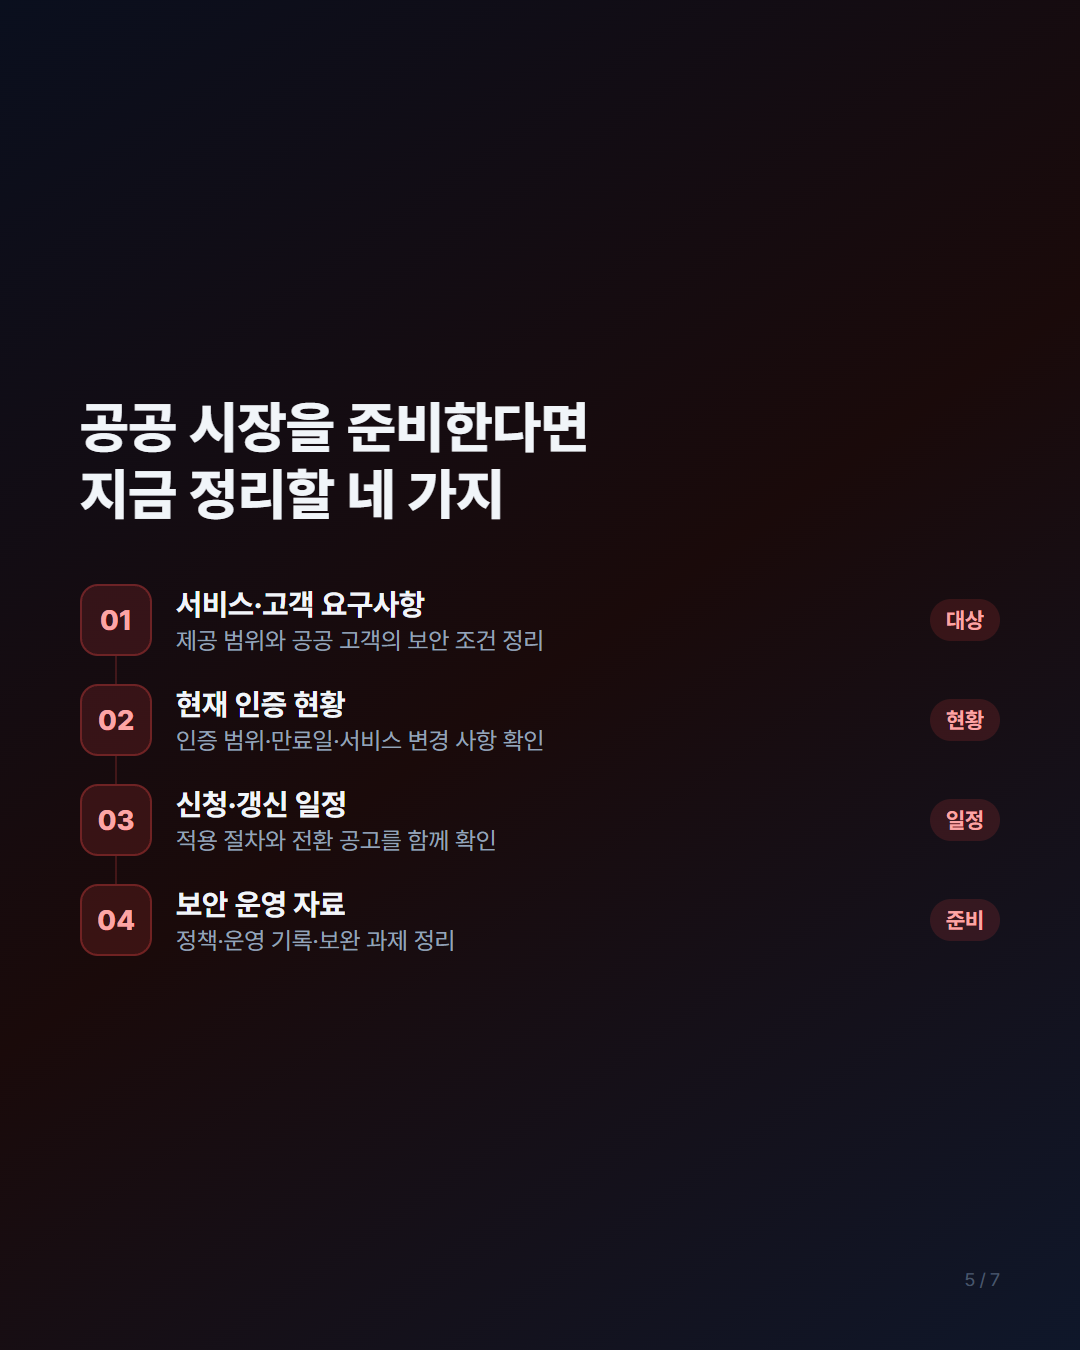 공공 시장을 준비한다면
지금 정리할 네 가지
01
서비스·고객 요구사항
제공 범위와 공공 고객의 보안 조건 정리
대상
02
현재 인증 현황
인증 범위·만료일·서비스 변경 사항 확인
현황
03
신청·갱신 일정
적용 절차와 전환 공고를 함께 확인
일정
04
보안 운영 자료
정책·운영 기록·보완 과제 정리
준비
5 / 7